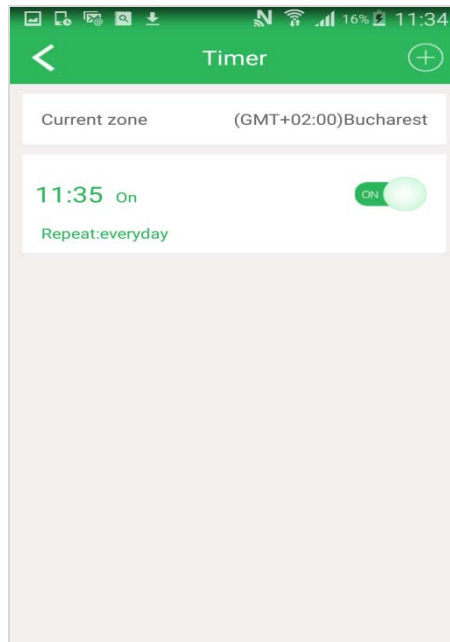 16% 11:34
Timer
Current zone (GMT+02:00)Bucharest
11:35 On ON
Repeat:everyday